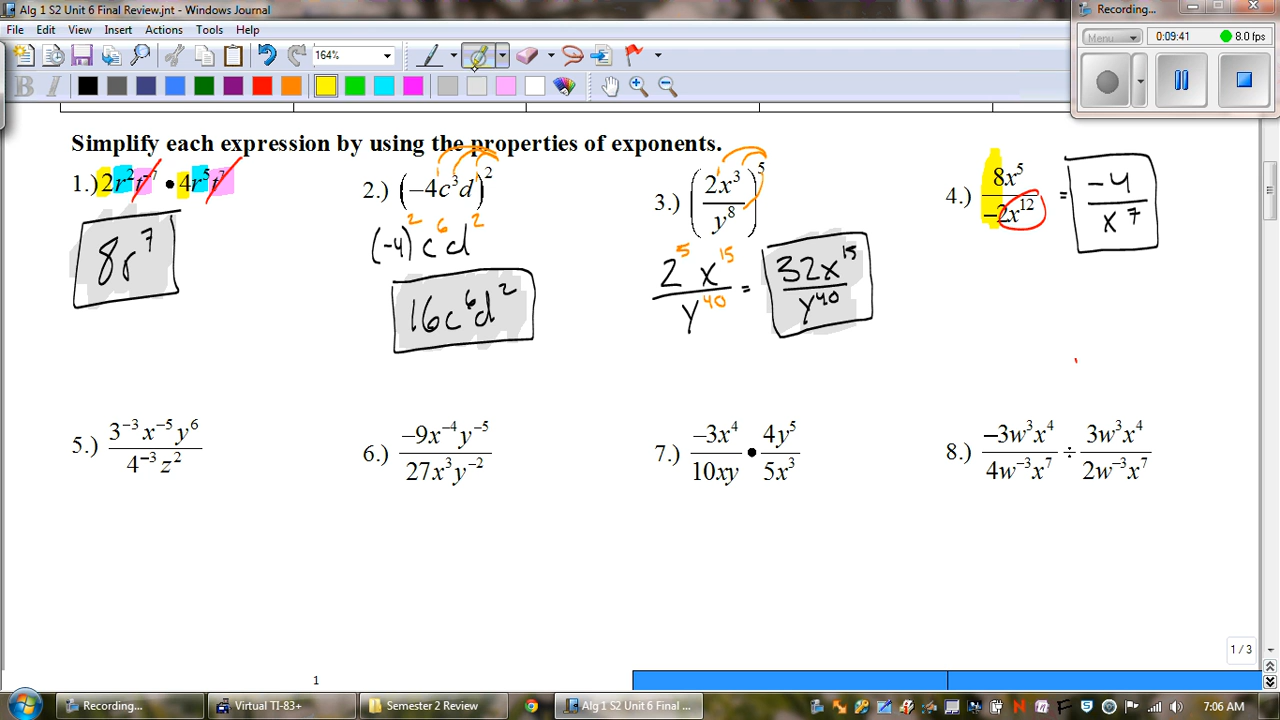 Alg 1 S2 Unit 6 Final Review.jnt - Windows Journal
Recording...
File Edit View Insert Actions Tools Help
Menu 0:09:41 8.0 fps
164%
B I
Simplify each expression by using the properties of exponents.
1.) 2r²t⁻⁷ • 4r⁵t⁷
2.) (−4c³d)²
3.) (2x³/y⁸)⁵
4.) 8x⁵/−2x¹² = −4/x⁷
(-4)² c⁶ d²
8r⁷
2⁵x¹⁵/y⁴⁰ = 32x¹⁵/y⁴⁰
16c⁶d²
5.) 3⁻³x⁻⁵y⁶/4⁻³z²
6.) −9x⁻⁴y⁻⁵/27x³y⁻²
7.) −3x⁴/10xy • 4y⁵/5x³
8.) −3w³x⁴/4w⁻³x⁷ ÷ 3w³x⁴/2w⁻³x⁷
1 / 3
1
Recording... Virtual TI-83+ Semester 2 Review Alg 1 S2 Unit 6 Final ... 7:06 AM